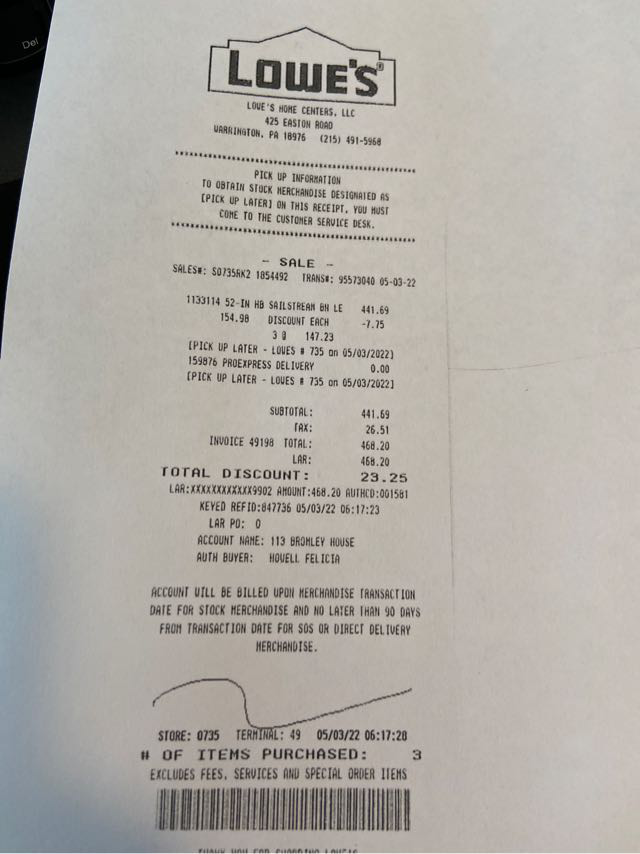 Del
LOWE'S®
LOWE'S HOME CENTERS, LLC
425 EASTON ROAD
WARRINGTON, PA 18976 (215) 491-5968
PICK UP INFORMATION
TO OBTAIN STOCK MERCHANDISE DESIGNATED AS
[PICK UP LATER] ON THIS RECEIPT, YOU MUST
COME TO THE CUSTOMER SERVICE DESK.
- SALE -
SALES#: S0735RK2 1854492 TRANS#: 95573040 05-03-22
1133114 52-IN HB SAILSTREAM BN LE 441.69
154.98 DISCOUNT EACH -7.75
3 @ 147.23
[PICK UP LATER - LOWES # 735 on 05/03/2022]
159876 PROEXPRESS DELIVERY 0.00
[PICK UP LATER - LOWES # 735 on 05/03/2022]
SUBTOTAL: 441.69
TAX: 26.51
INVOICE 49198 TOTAL: 468.20
LAR: 468.20
TOTAL DISCOUNT: 23.25
LAR:XXXXXXXXXXXX9902 AMOUNT:468.20 AUTHCD:001581
KEYED REFID:847736 05/03/22 06:17:23
LAR PO: 0
ACCOUNT NAME: 113 BROMLEY HOUSE
AUTH BUYER: HOWELL FELICIA
ACCOUNT WILL BE BILLED UPON MERCHANDISE TRANSACTION
DATE FOR STOCK MERCHANDISE AND NO LATER THAN 90 DAYS
FROM TRANSACTION DATE FOR SOS OR DIRECT DELIVERY
MERCHANDISE.
STORE: 0735 TERMINAL: 49 05/03/22 06:17:28
# OF ITEMS PURCHASED: 3
EXCLUDES FEES, SERVICES AND SPECIAL ORDER ITEMS
THANK YOU FOR SHOPPING LOWE'S